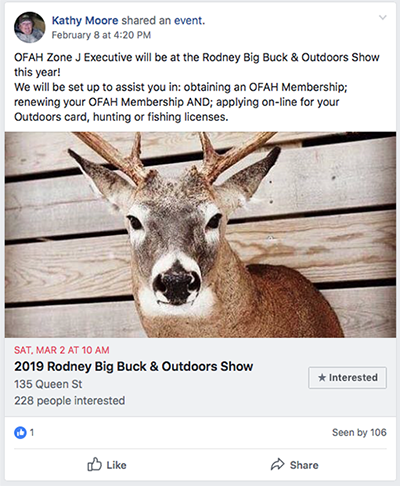 Kathy Moore shared an event.
February 8 at 4:20 PM
OFAH Zone J Executive will be at the Rodney Big Buck & Outdoors Show
this year!
We will be set up to assist you in: obtaining an OFAH Membership;
renewing your OFAH Membership AND; applying on-line for your
Outdoors card, hunting or fishing licenses.
SAT, MAR 2 AT 10 AM
2019 Rodney Big Buck & Outdoors Show
135 Queen St
228 people interested
★ Interested
1
Seen by 106
Like
Share